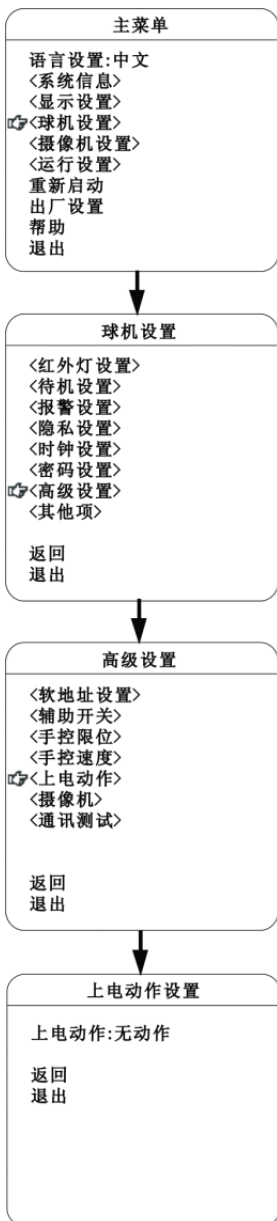 主菜单
语言设置:中文
<系统信息>
<显示设置>
<球机设置>
<摄像机设置>
<运行设置>
重新启动
出厂设置
帮助
退出
球机设置
<红外灯设置>
<待机设置>
<报警设置>
<隐私设置>
<时钟设置>
<密码设置>
<高级设置>
<其他项>
返回
退出
高级设置
<软地址设置>
<辅助开关>
<手控限位>
<手控速度>
<上电动作>
<摄像机>
<通讯测试>
返回
退出
上电动作设置
上电动作:无动作
返回
退出